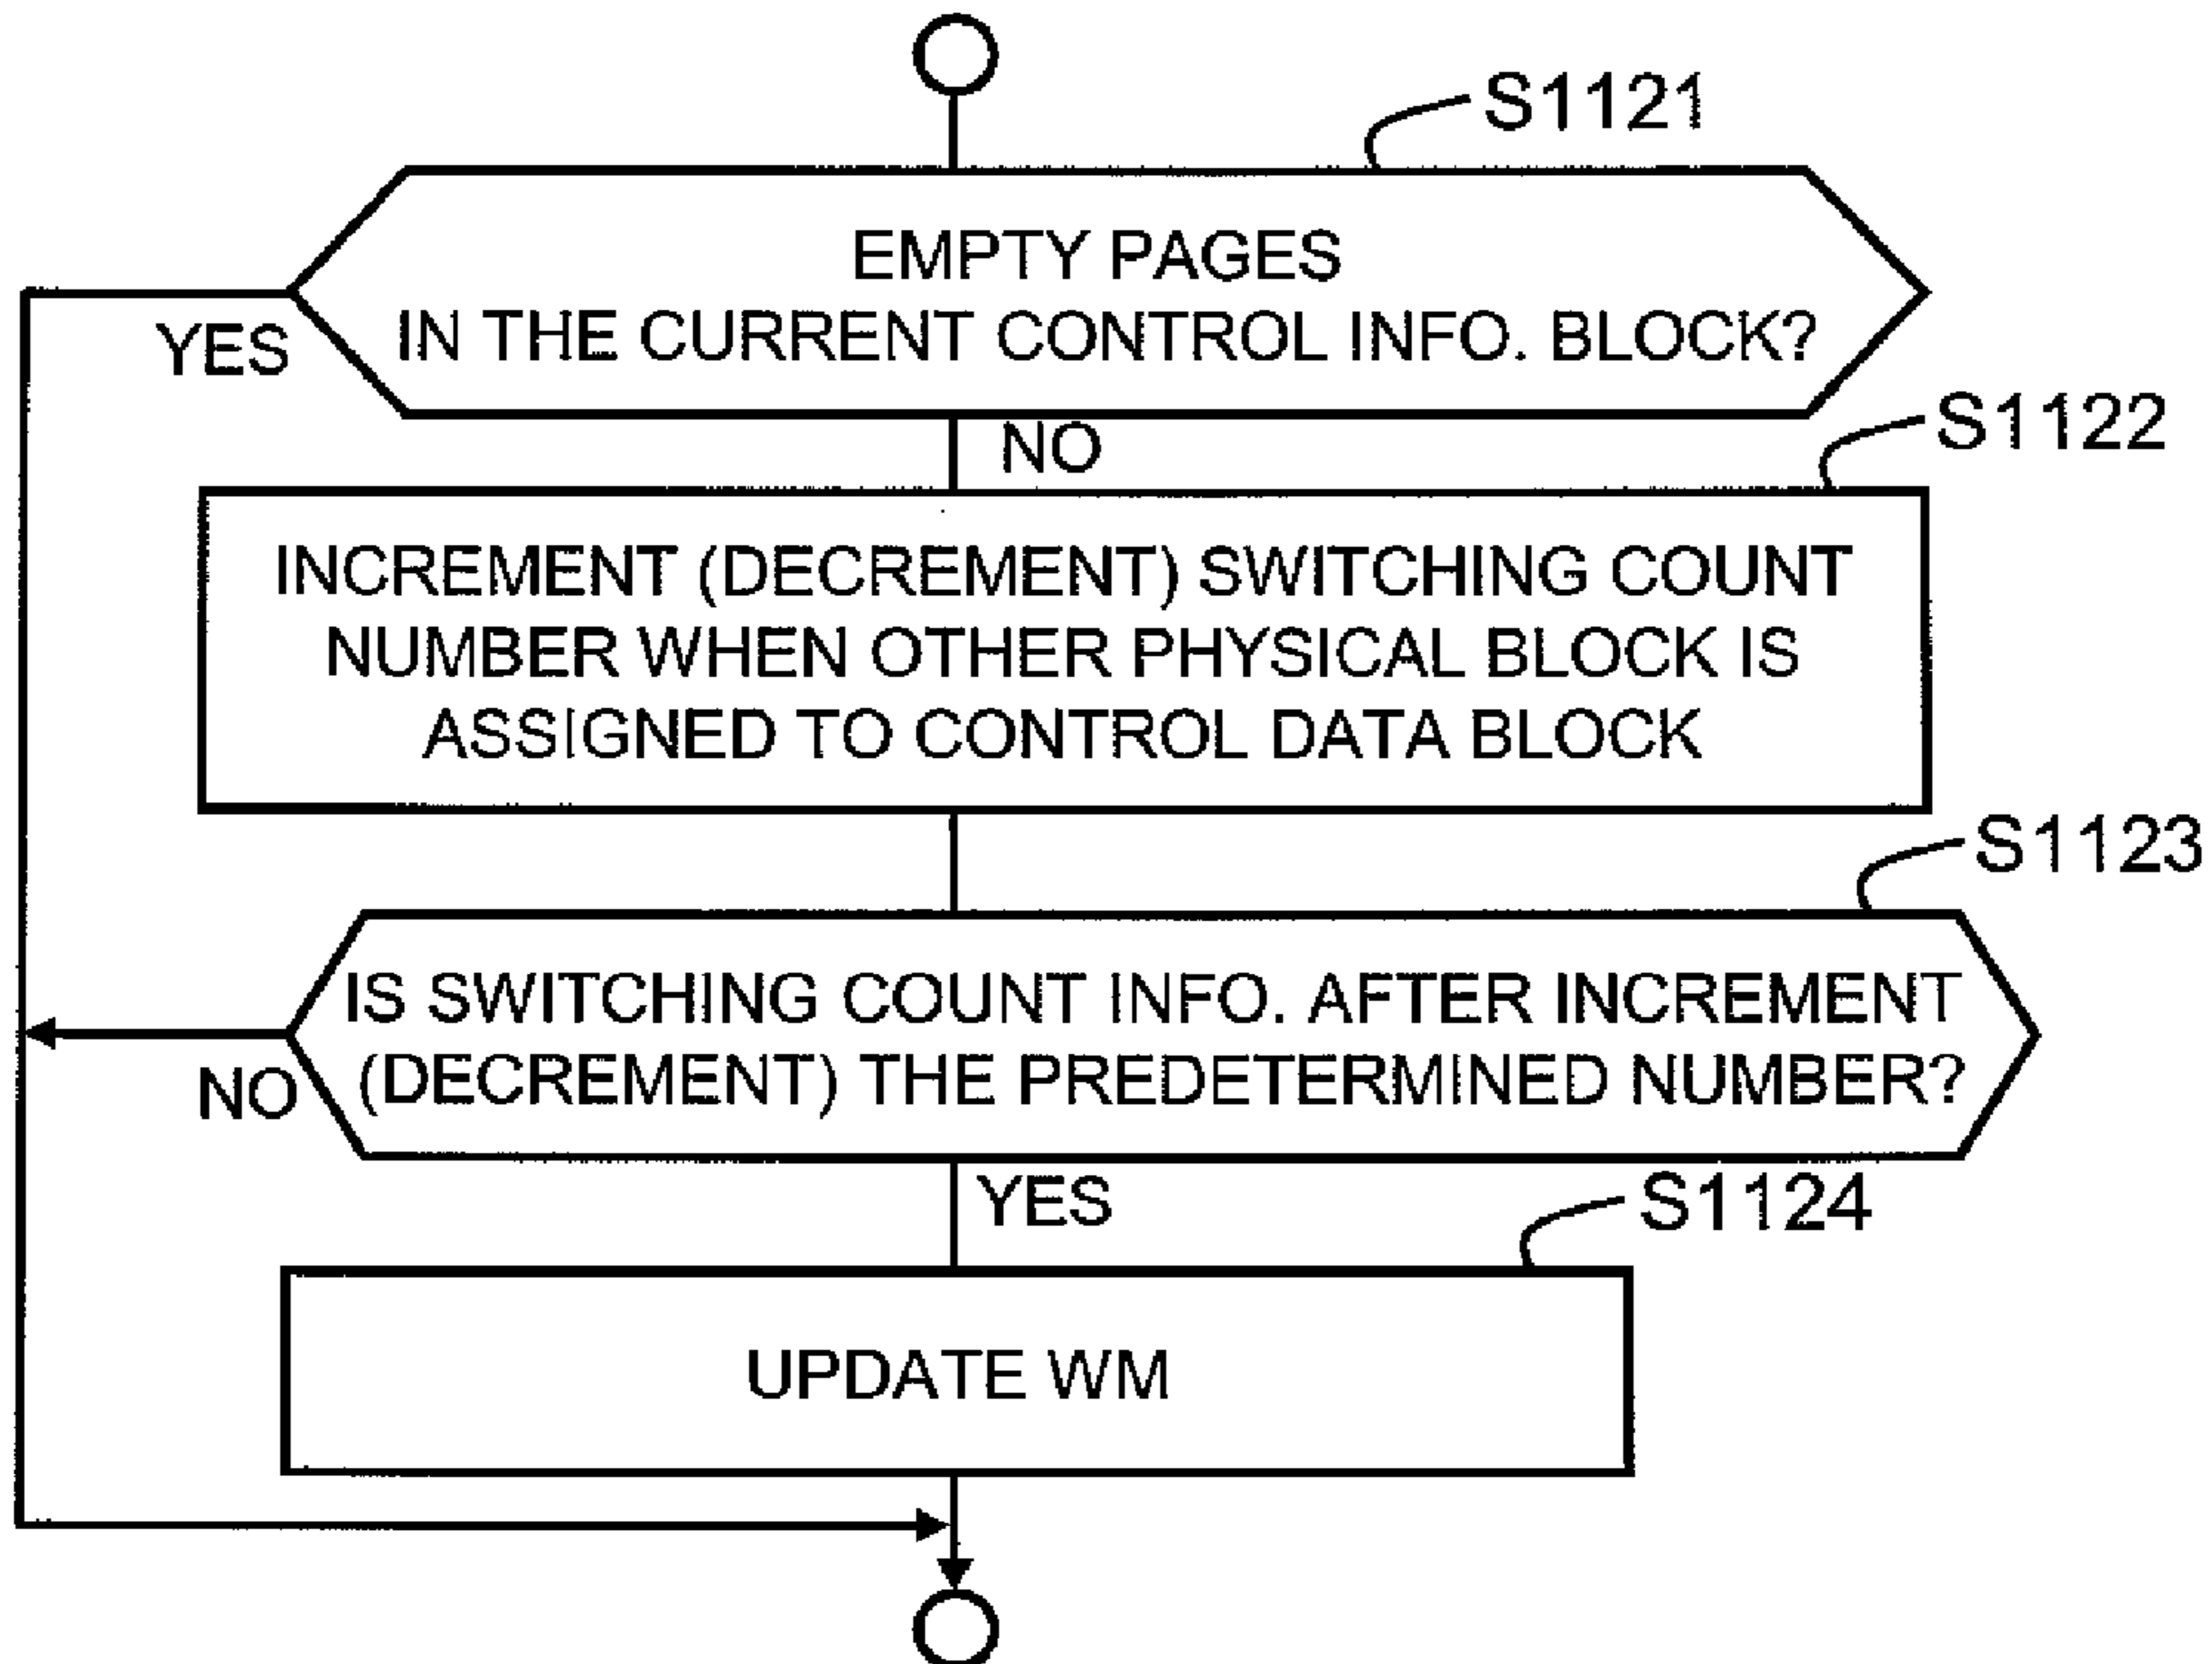 S1121
EMPTY PAGES
IN THE CURRENT CONTROL INFO. BLOCK?
YES
NO
S1122
INCREMENT (DECREMENT) SWITCHING COUNT
NUMBER WHEN OTHER PHYSICAL BLOCK IS
ASSIGNED TO CONTROL DATA BLOCK
S1123
IS SWITCHING COUNT INFO. AFTER INCREMENT
(DECREMENT) THE PREDETERMINED NUMBER?
NO
YES
S1124
UPDATE WM